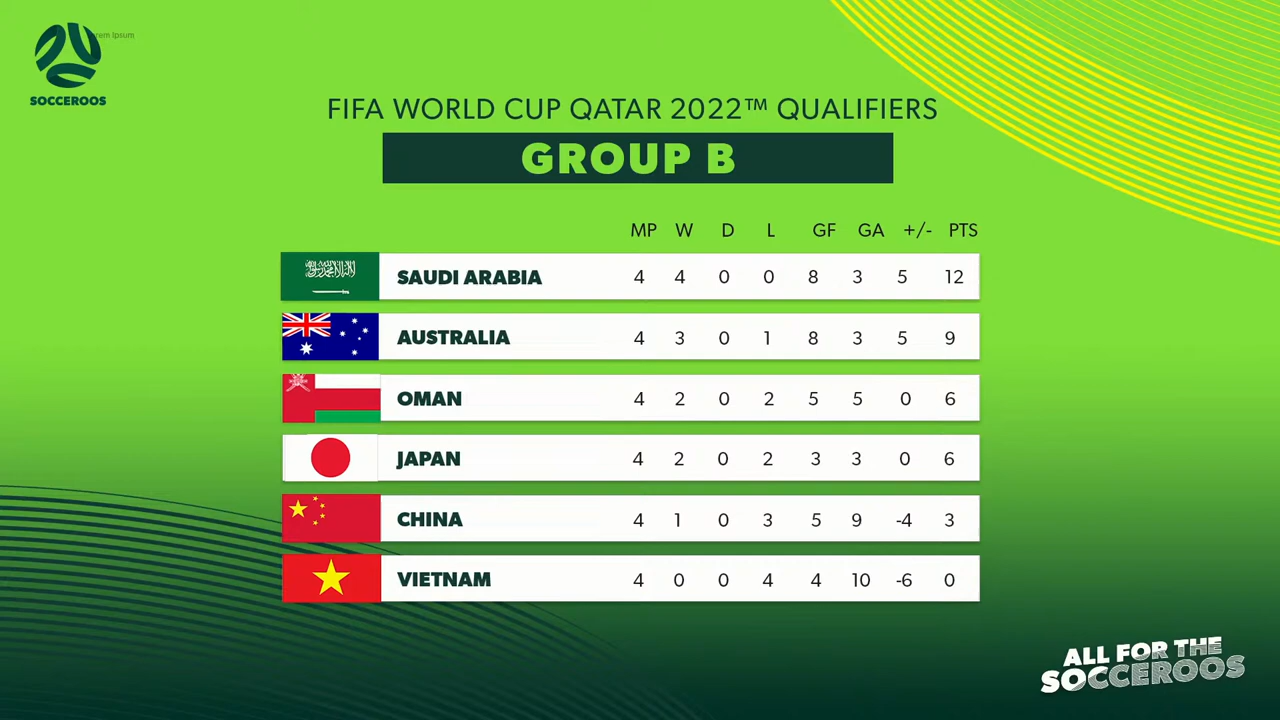 Lorem Ipsum
SOCCEROOS
FIFA WORLD CUP QATAR 2022™ QUALIFIERS
GROUP B
MP W D L GF GA +/- PTS
SAUDI ARABIA 4 4 0 0 8 3 5 12
AUSTRALIA 4 3 0 1 8 3 5 9
OMAN 4 2 0 2 5 5 0 6
JAPAN 4 2 0 2 3 3 0 6
CHINA 4 1 0 3 5 9 -4 3
VIETNAM 4 0 0 4 4 10 -6 0
ALL FOR THE
SOCCEROOS